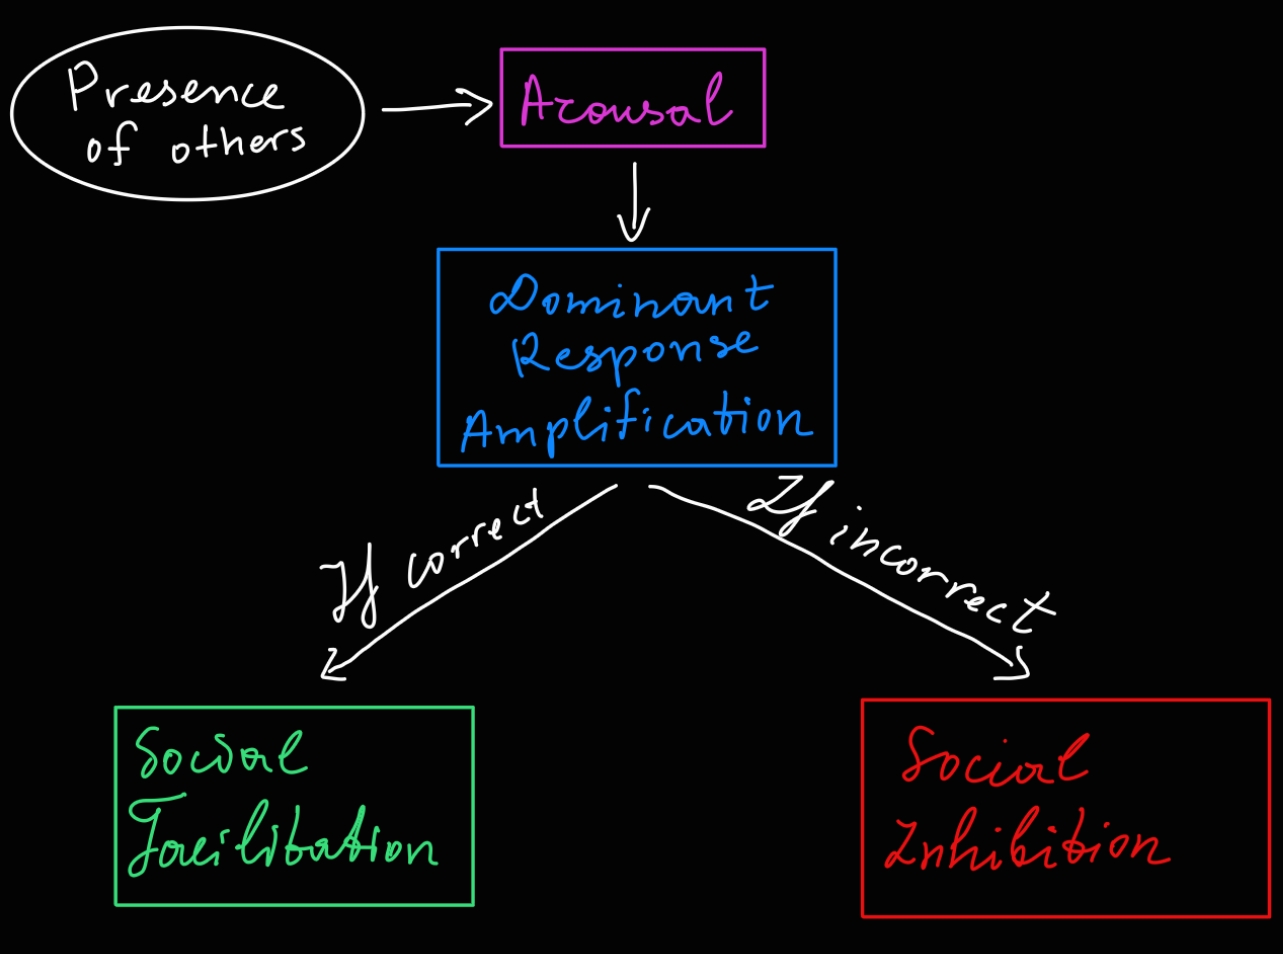 Presence
of others
Arousal
Dominant
Response
Amplification
If correct
If incorrect
Social
Facilitation
Social
Inhibition